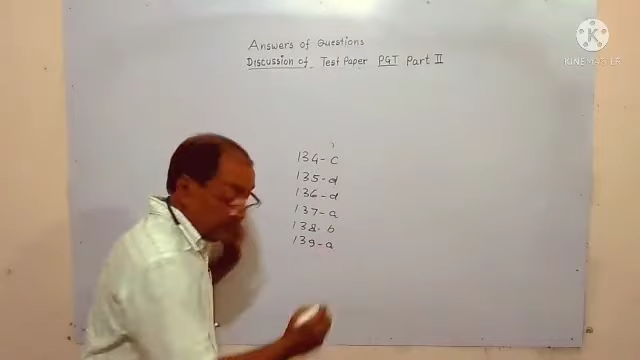 Answers of Questions
Discussion of Test Paper PGT Part II
134-c
135-d
136-d
137-a
138-b
139-a
KINEMASTER